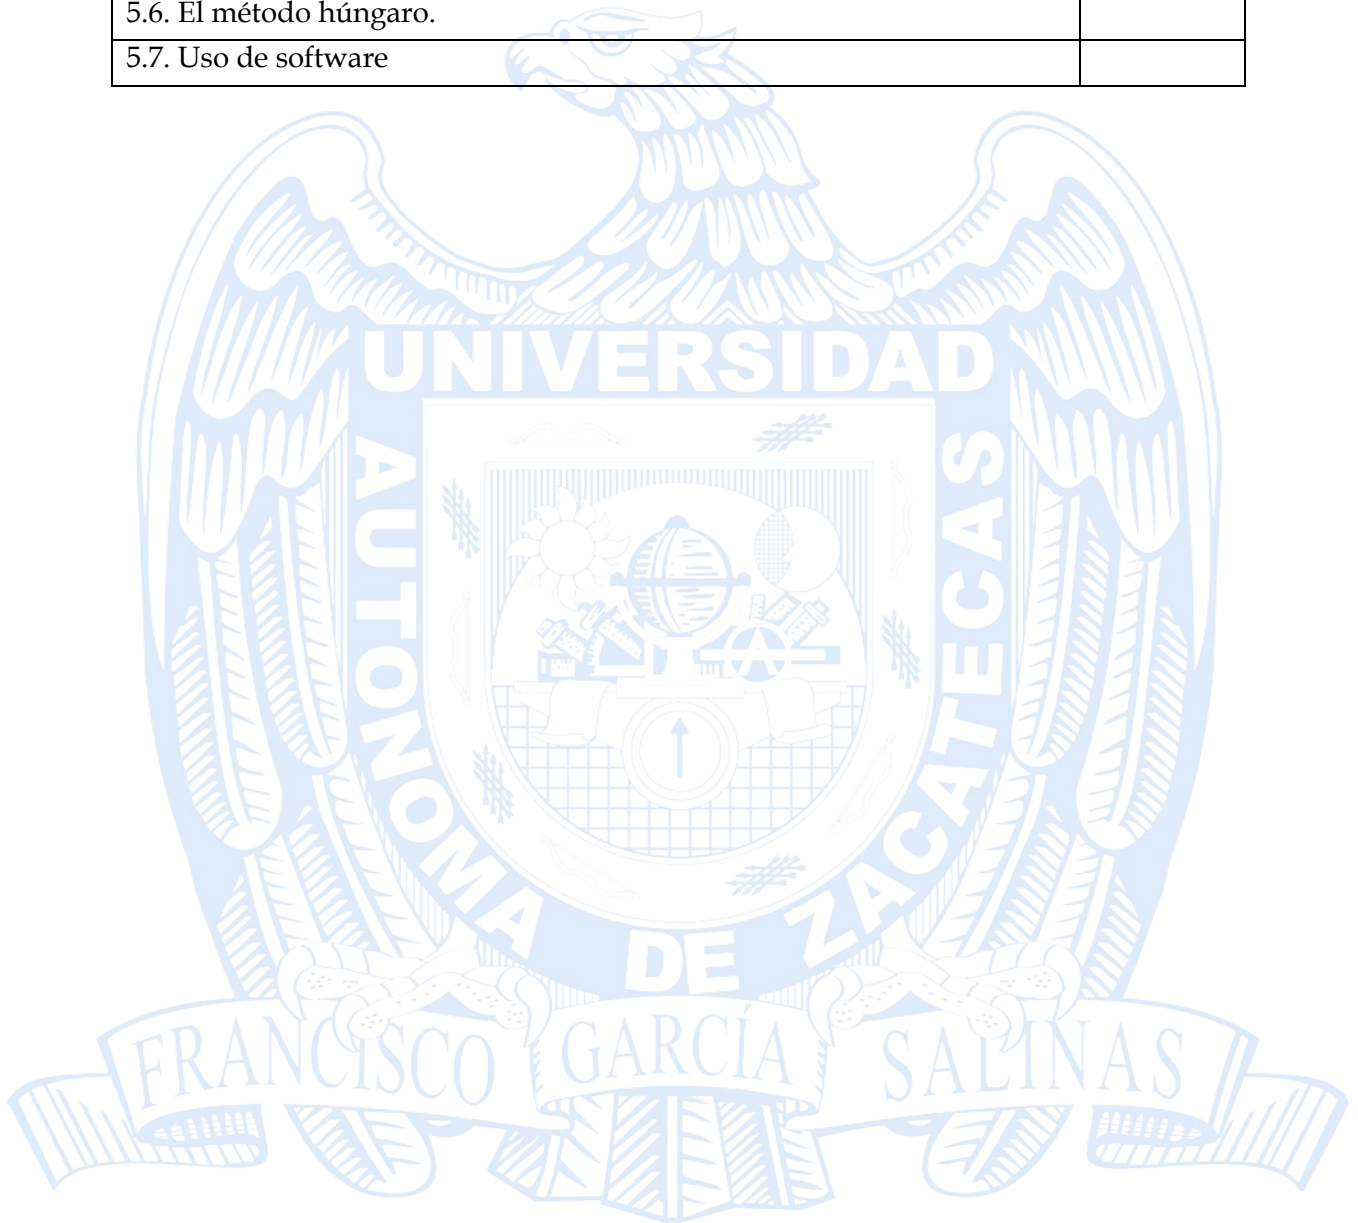 5.6. El método húngaro.
5.7. Uso de software
UNIVERSIDAD
AUTONOMA DE ZACATECAS
FRANCISCO GARCÍA SALINAS